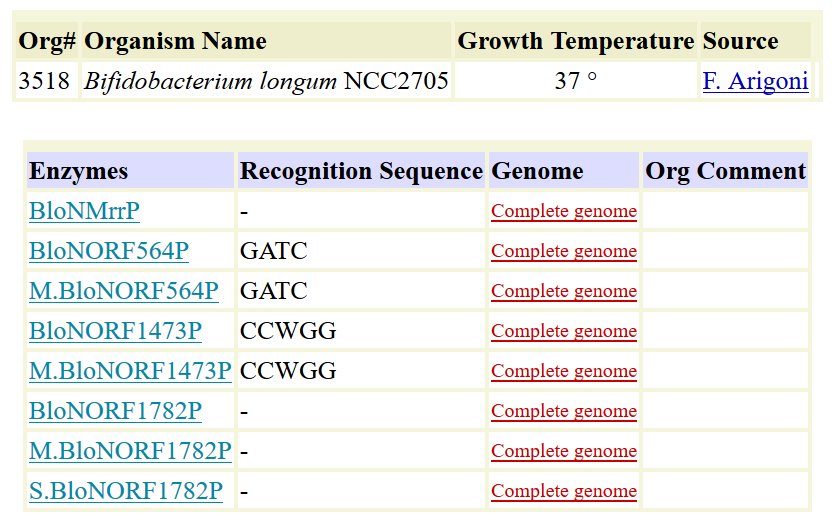 Org# Organism Name Growth Temperature Source
3518 Bifidobacterium longum NCC2705 37 ° F. Arigoni
Enzymes Recognition Sequence Genome Org Comment
BloNMrrP - Complete genome
BloNORF564P GATC Complete genome
M.BloNORF564P GATC Complete genome
BloNORF1473P CCWGG Complete genome
M.BloNORF1473P CCWGG Complete genome
BloNORF1782P - Complete genome
M.BloNORF1782P - Complete genome
S.BloNORF1782P - Complete genome